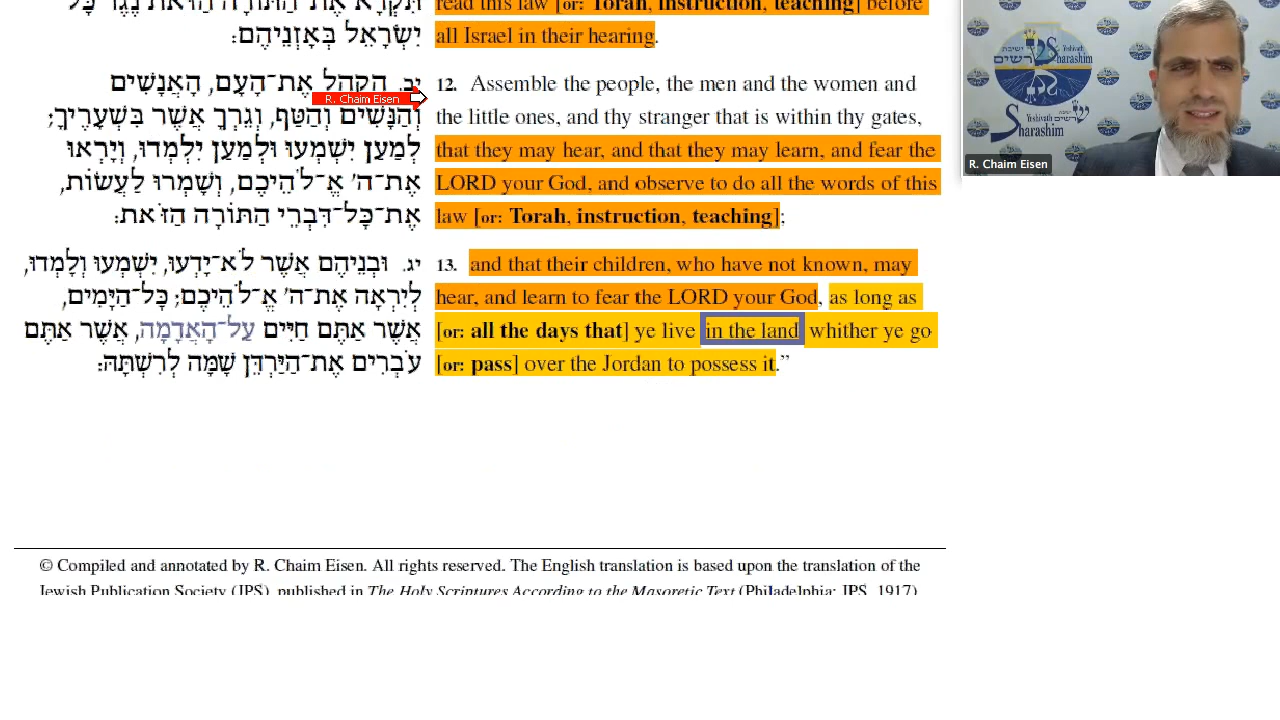 תִּקְרָא אֶת־הַתּוֹרָה הַזֹּאת נֶגֶד כָּל־
יִשְׂרָאֵל בְּאָזְנֵיהֶם:
יב. הַקְהֵל אֶת־הָעָם, הָאֲנָשִׁים
וְהַנָּשִׁים וְהַטַּף, וְגֵרְךָ אֲשֶׁר בִּשְׁעָרֶיךָ;
לְמַעַן יִשְׁמְעוּ וּלְמַעַן יִלְמְדוּ, וְיָרְאוּ
אֶת־ה' אֱ־לֹהֵיכֶם, וְשָׁמְרוּ לַעֲשׂוֹת,
אֶת־כָּל־דִּבְרֵי הַתּוֹרָה הַזֹּאת:
יג. וּבְנֵיהֶם אֲשֶׁר לֹא־יָדְעוּ, יִשְׁמְעוּ וְלָמְדוּ,
לְיִרְאָה אֶת־ה' אֱ־לֹהֵיכֶם; כָּל־הַיָּמִים,
אֲשֶׁר אַתֶּם חַיִּים עַל־הָאֲדָמָה, אֲשֶׁר אַתֶּם
עֹבְרִים אֶת־הַיַּרְדֵּן שָׁמָּה לְרִשְׁתָּהּ:
read this law [or: Torah, instruction, teaching] before
all Israel in their hearing.
12. Assemble the people, the men and the women and
the little ones, and thy stranger that is within thy gates,
that they may hear, and that they may learn, and fear the
LORD your God, and observe to do all the words of this
law [or: Torah, instruction, teaching];
13. and that their children, who have not known, may
hear, and learn to fear the LORD your God, as long as
[or: all the days that] ye live in the land whither ye go
[or: pass] over the Jordan to possess it.”
R. Chaim Eisen
© Compiled and annotated by R. Chaim Eisen. All rights reserved. The English translation is based upon the translation of the
Jewish Publication Society (JPS), published in The Holy Scriptures According to the Masoretic Text (Philadelphia: JPS, 1917).
ישיבת
שרשים
Yeshivath
Sharashim
Yeshivath שרשים
Sharashim
R. Chaim Eisen